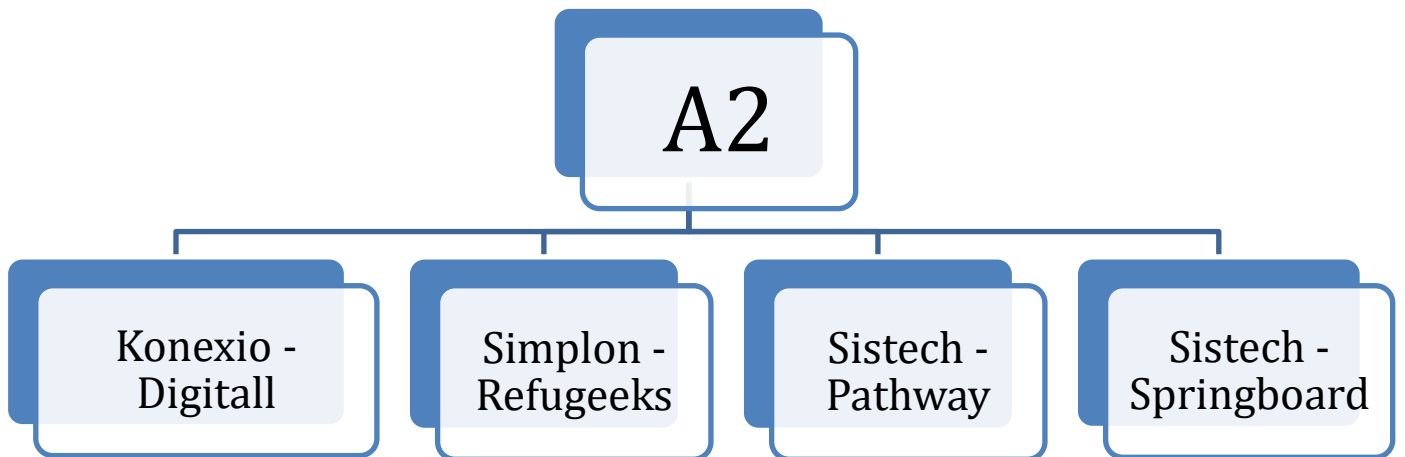 A2
Konexio -
Digitall
Simplon -
Refugeeks
Sistech -
Pathway
Sistech -
Springboard